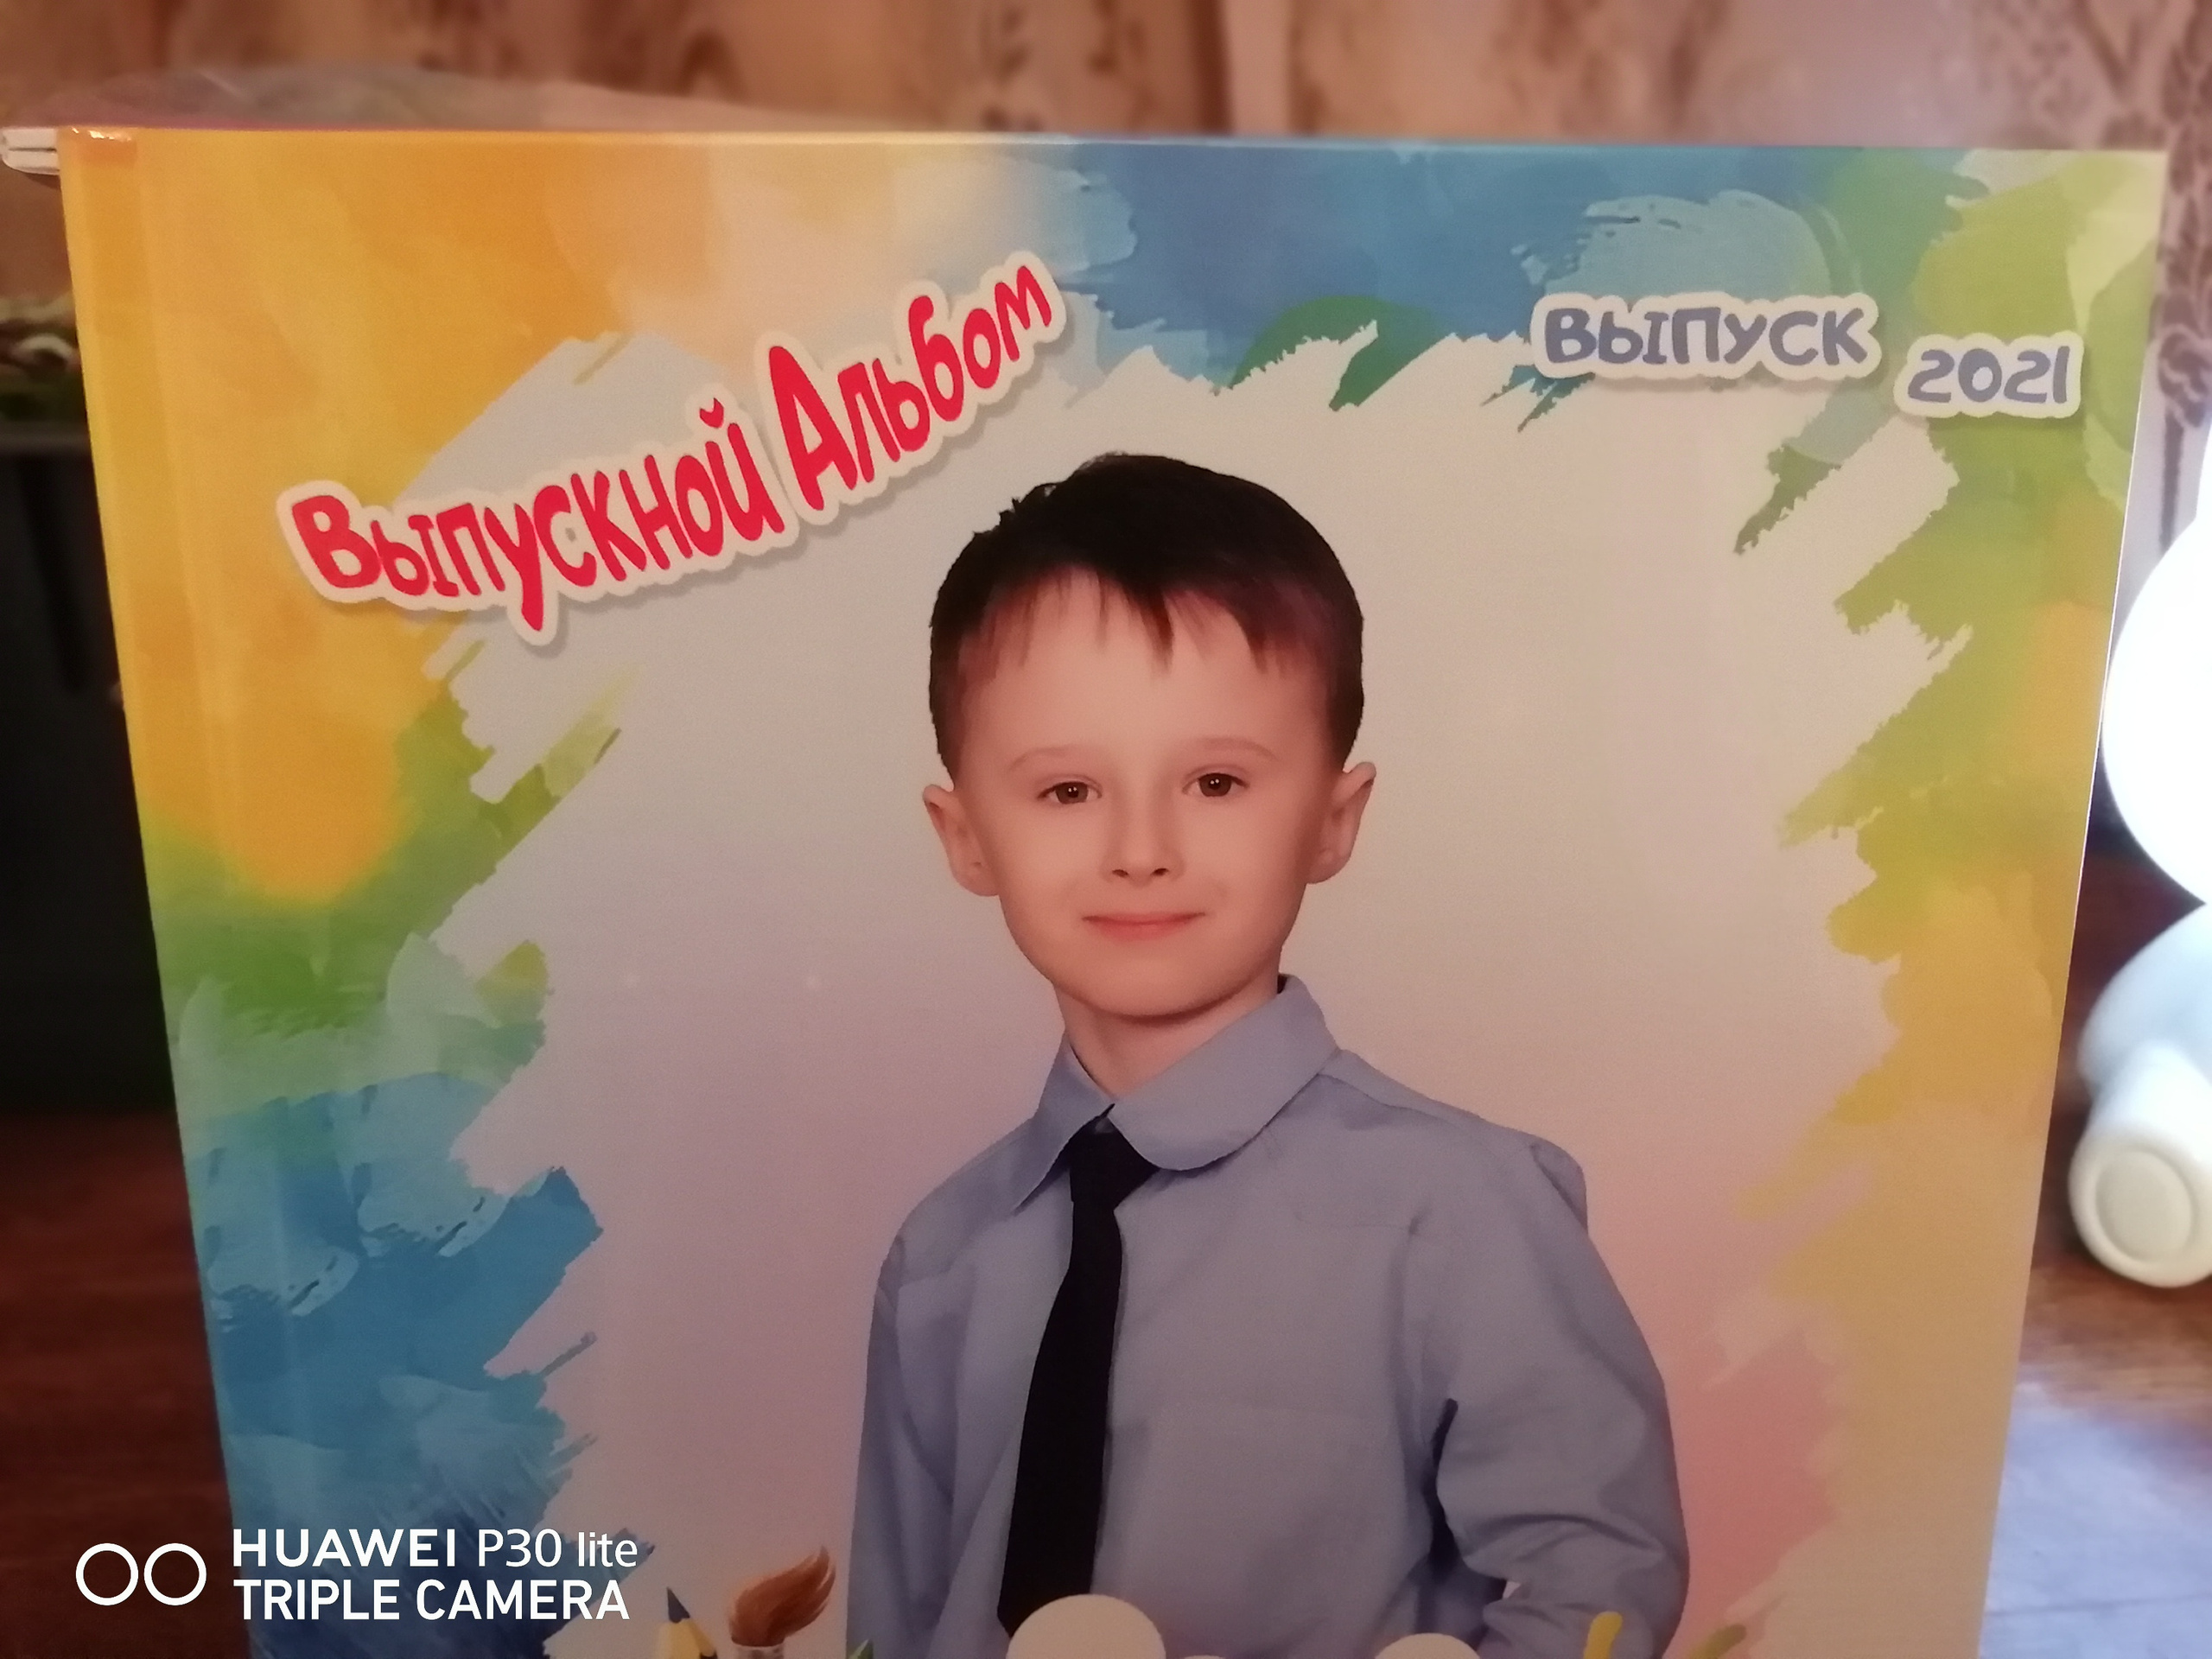 Выпускной Альбом
ВЫПУСК
2021
HUAWEI P30 lite
TRIPLE CAMERA